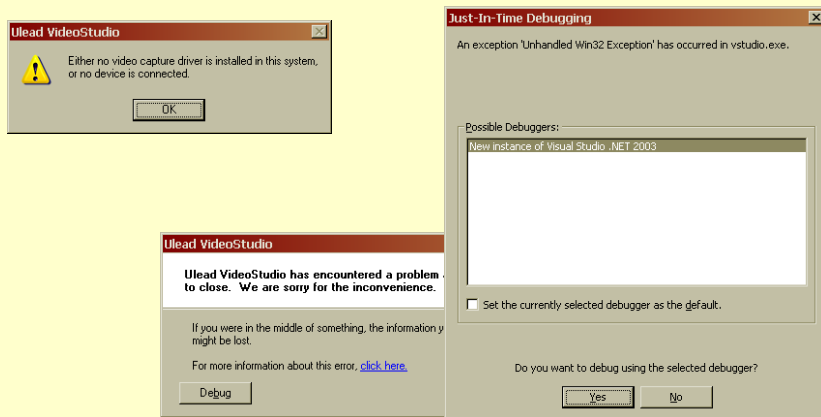 Ulead VideoStudio
Either no video capture driver is installed in this system,
or no device is connected.
OK
Just-In-Time Debugging
An exception 'Unhandled Win32 Exception' has occurred in vstudio.exe.
Possible Debuggers:
New instance of Visual Studio .NET 2003
Set the currently selected debugger as the default.
Do you want to debug using the selected debugger?
Yes
No
Ulead VideoStudio
Ulead VideoStudio has encountered a problem
to close. We are sorry for the inconvenience.
If you were in the middle of something, the information
might be lost.
For more information about this error, click here.
Debug